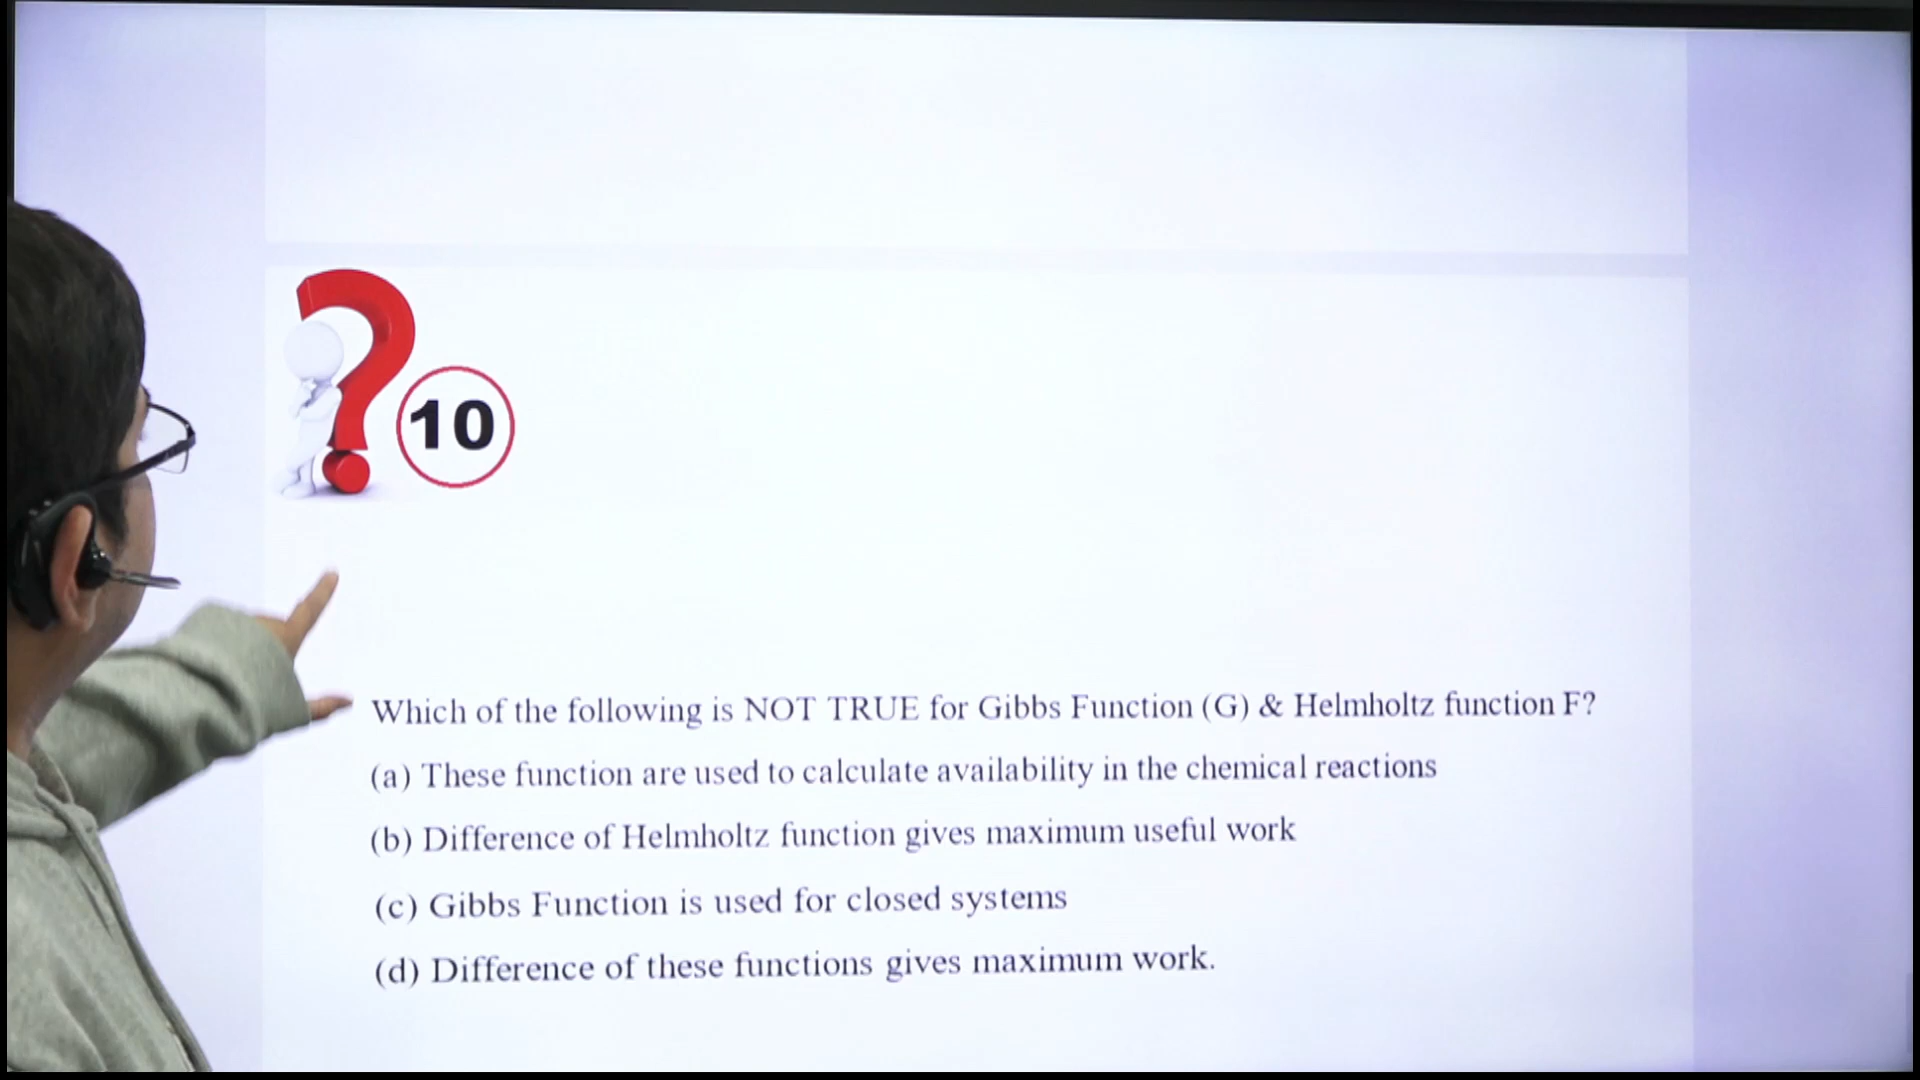 10
Which of the following is NOT TRUE for Gibbs Function (G) & Helmholtz function F?
(a) These function are used to calculate availability in the chemical reactions
(b) Difference of Helmholtz function gives maximum useful work
(c) Gibbs Function is used for closed systems
(d) Difference of these functions gives maximum work.